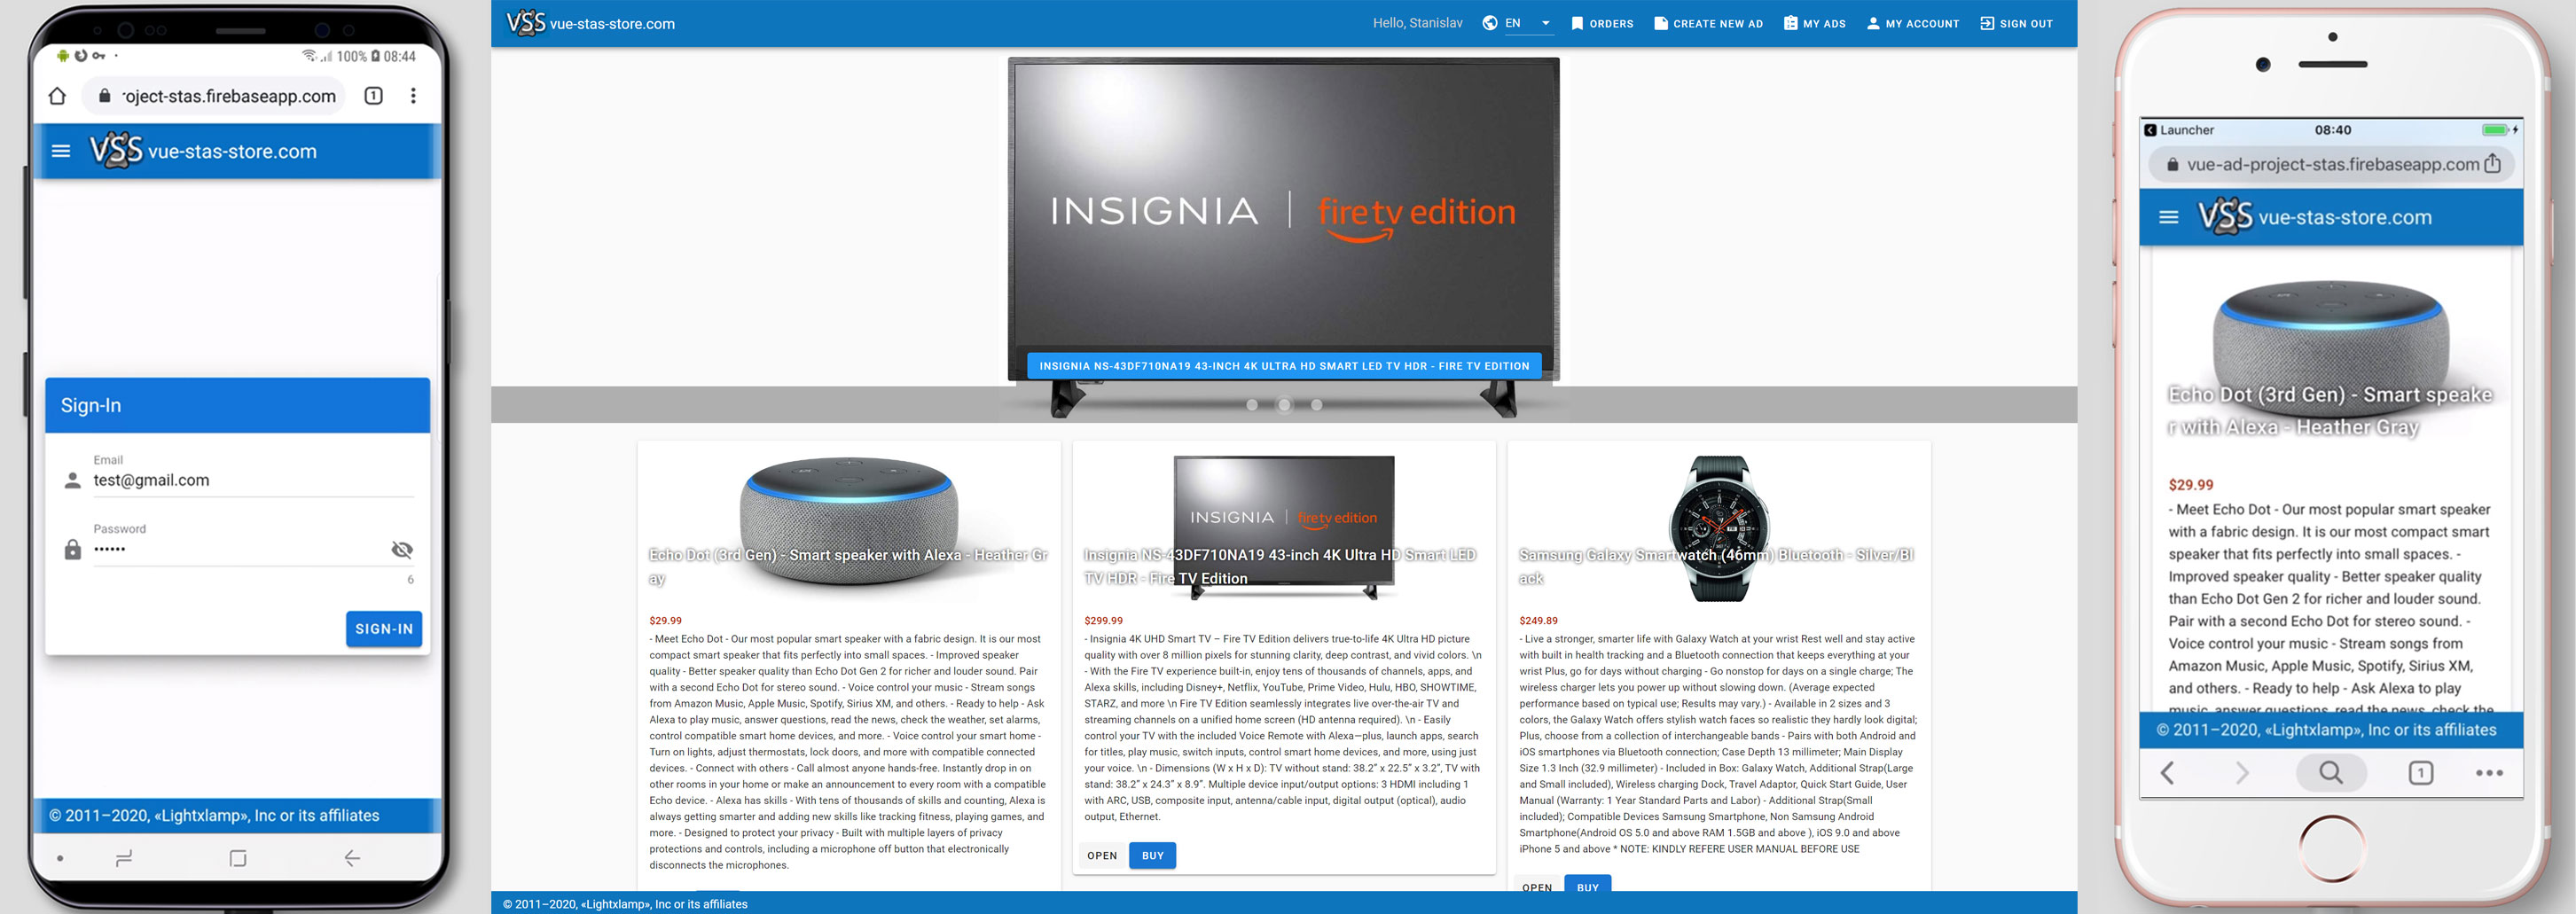 100% 08:44
roject-stas.firebaseapp.com
1
VSS vue-stas-store.com
Sign-In
Email
test@gmail.com
Password
••••••
6
SIGN-IN
© 2011–2020, «Lightxlamp», Inc or its affiliates
VSS vue-stas-store.com
Hello, Stanislav
EN
ORDERS
CREATE NEW AD
MY ADS
MY ACCOUNT
SIGN OUT
INSIGNIA | fire tv edition
INSIGNIA NS-43DF710NA19 43-INCH 4K ULTRA HD SMART LED TV HDR - FIRE TV EDITION
Echo Dot (3rd Gen) - Smart speaker with Alexa - Heather Gr
ay
$29.99
- Meet Echo Dot - Our most popular smart speaker with a fabric design. It is our most
compact smart speaker that fits perfectly into small spaces. - Improved speaker
quality - Better speaker quality than Echo Dot Gen 2 for richer and louder sound. Pair
with a second Echo Dot for stereo sound. - Voice control your music - Stream songs
from Amazon Music, Apple Music, Spotify, Sirius XM, and others. - Ready to help - Ask
Alexa to play music, answer questions, read the news, check the weather, set alarms,
control compatible smart home devices, and more. - Voice control your smart home -
Turn on lights, adjust thermostats, lock doors, and more with compatible connected
devices. - Connect with others - Call almost anyone hands-free. Instantly drop in on
other rooms in your home or make an announcement to every room with a compatible
Echo device. - Alexa has skills - With tens of thousands of skills and counting, Alexa is
always getting smarter and adding new skills like tracking fitness, playing games, and
more. - Designed to protect your privacy - Built with multiple layers of privacy
protections and controls, including a microphone off button that electronically
disconnects the microphones.
INSIGNIA | fire tv edition
Insignia NS-43DF710NA19 43-inch 4K Ultra HD Smart LED
TV HDR - Fire TV Edition
$299.99
- Insignia 4K UHD Smart TV – Fire TV Edition delivers true-to-life 4K Ultra HD picture
quality with over 8 million pixels for stunning clarity, deep contrast, and vivid colors. \n
- With the Fire TV experience built-in, enjoy tens of thousands of channels, apps, and
Alexa skills, including Disney+, Netflix, YouTube, Prime Video, Hulu, HBO, SHOWTIME,
STARZ, and more \n Fire TV Edition seamlessly integrates live over-the-air TV and
streaming channels on a unified home screen (HD antenna required). \n - Easily
control your TV with the included Voice Remote with Alexa—plus, launch apps, search
for titles, play music, switch inputs, control smart home devices, and more, using just
your voice. \n - Dimensions (W x H x D): TV without stand: 38.2” x 22.5” x 3.2”, TV with
stand: 38.2” x 24.3” x 8.9”. Multiple device input/output options: 3 HDMI including 1
with ARC, USB, composite input, antenna/cable input, digital output (optical), audio
output, Ethernet.
OPEN
BUY
Samsung Galaxy Smartwatch (46mm) Bluetooth - Silver/Bl
ack
$249.89
- Live a stronger, smarter life with Galaxy Watch at your wrist Rest well and stay active
with built in health tracking and a Bluetooth connection that keeps everything at your
wrist Plus, go for days without charging - Go nonstop for days on a single charge; The
wireless charger lets you power up without slowing down. (Average expected
performance based on typical use; Results may vary.) - Available in 2 sizes and 3
colors, the Galaxy Watch offers stylish watch faces so realistic they hardly look digital;
Plus, choose from a collection of interchangeable bands - Pairs with both Android and
iOS smartphones via Bluetooth connection; Case Depth 13 millimeter; Main Display
Size 1.3 Inch (32.9 millimeter) - Included in Box: Galaxy Watch, Additional Strap(Large
and Small included), Wireless charging Dock, Travel Adaptor, Quick Start Guide, User
Manual (Warranty: 1 Year Standard Parts and Labor) - Additional Strap(Small
included); Compatible Devices Samsung Smartphone, Non Samsung Android
Smartphone(Android OS 5.0 and above RAM 1.5GB and above ), iOS 9.0 and above
iPhone 5 and above * NOTE: KINDLY REFERE USER MANUAL BEFORE USE
OPEN
BUY
© 2011–2020, «Lightxlamp», Inc or its affiliates
Launcher
08:40
vue-ad-project-stas.firebaseapp.com
VSS vue-stas-store.com
Echo Dot (3rd Gen) - Smart speake
r with Alexa - Heather Gray
$29.99
- Meet Echo Dot - Our most popular smart speaker
with a fabric design. It is our most compact smart
speaker that fits perfectly into small spaces. -
Improved speaker quality - Better speaker quality
than Echo Dot Gen 2 for richer and louder sound.
Pair with a second Echo Dot for stereo sound. -
Voice control your music - Stream songs from
Amazon Music, Apple Music, Spotify, Sirius XM,
and others. - Ready to help - Ask Alexa to play
music, answer questions, read the news, check the
© 2011–2020, «Lightxlamp», Inc or its affiliates
1